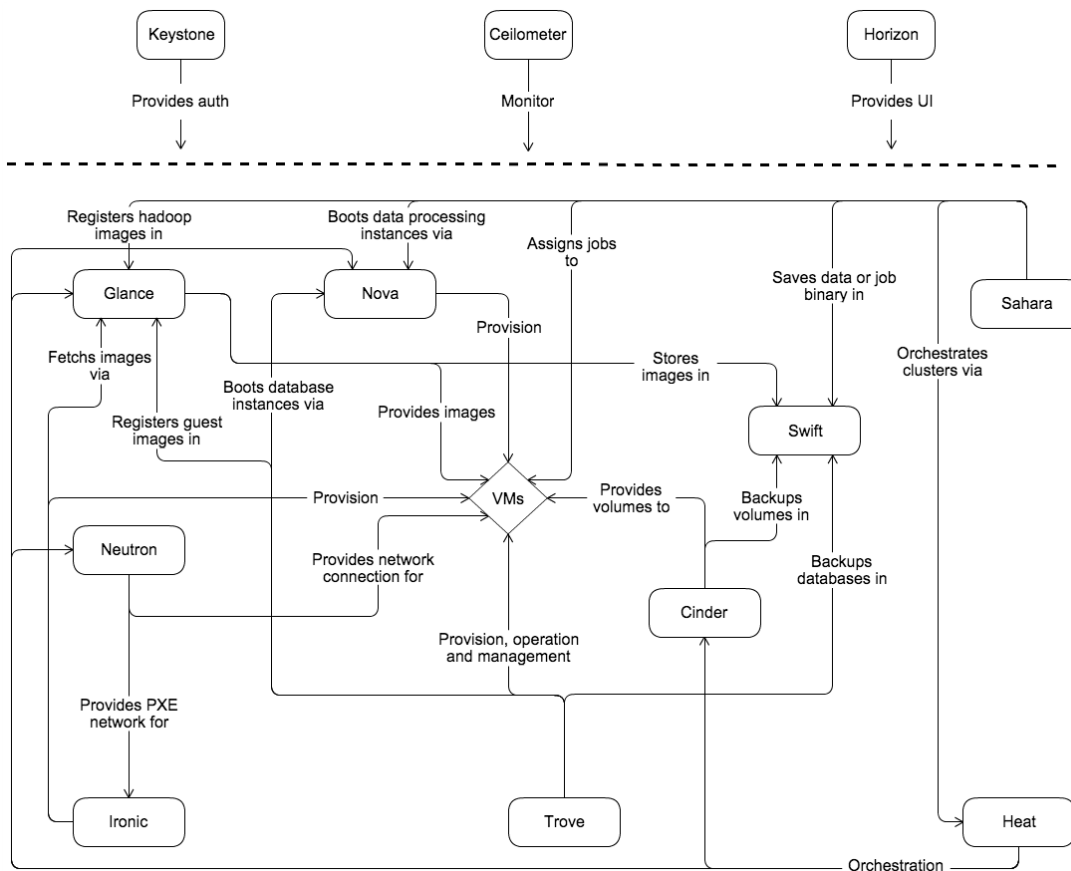 Keystone
Ceilometer
Horizon
Provides auth
Monitor
Provides UI
Registers hadoop
images in
Boots data processing
instances via
Assigns jobs
to
Saves data or job
binary in
Glance
Nova
Sahara
Provision
Fetchs images
via
Boots database
instances via
Stores
images in
Orchestrates
clusters via
Registers guest
images in
Provides images
Swift
Provision
VMs
Provides
volumes to
Backups
volumes in
Neutron
Provides network
connection for
Backups
databases in
Cinder
Provision, operation
and management
Provides PXE
network for
Ironic
Trove
Heat
Orchestration